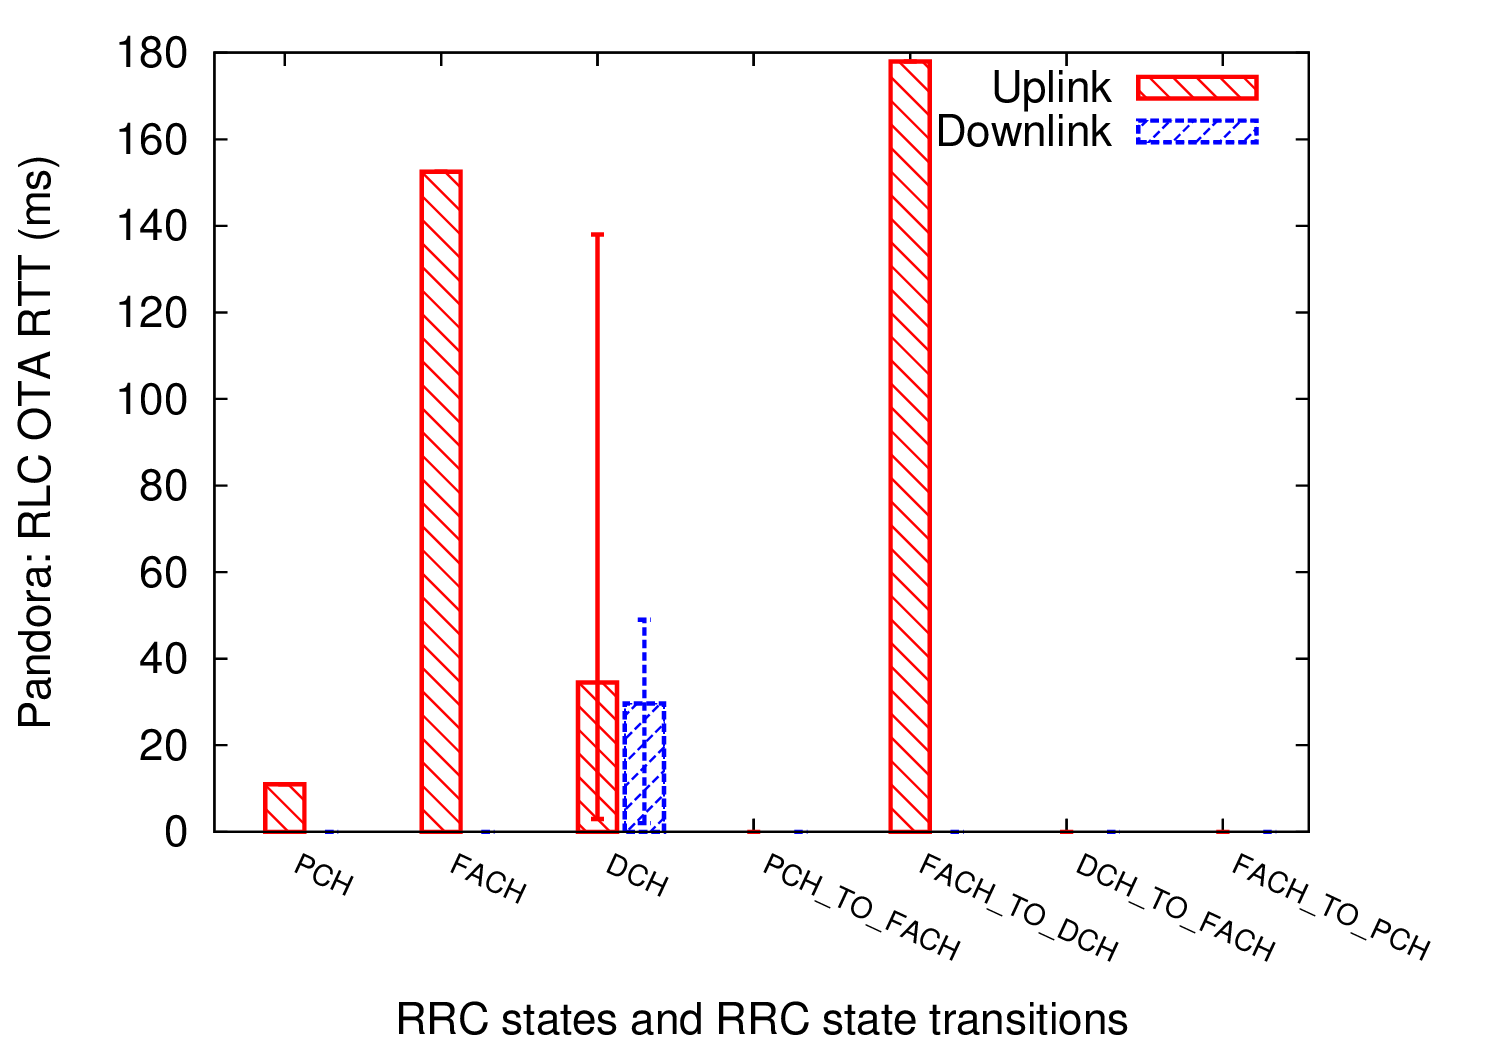 Pandora: RLC OTA RTT (ms)
180
160
140
120
100
80
60
40
20
0
Uplink
Downlink
PCH
FACH
DCH
PCH_TO_FACH
FACH_TO_DCH
DCH_TO_FACH
FACH_TO_PCH
RRC states and RRC state transitions